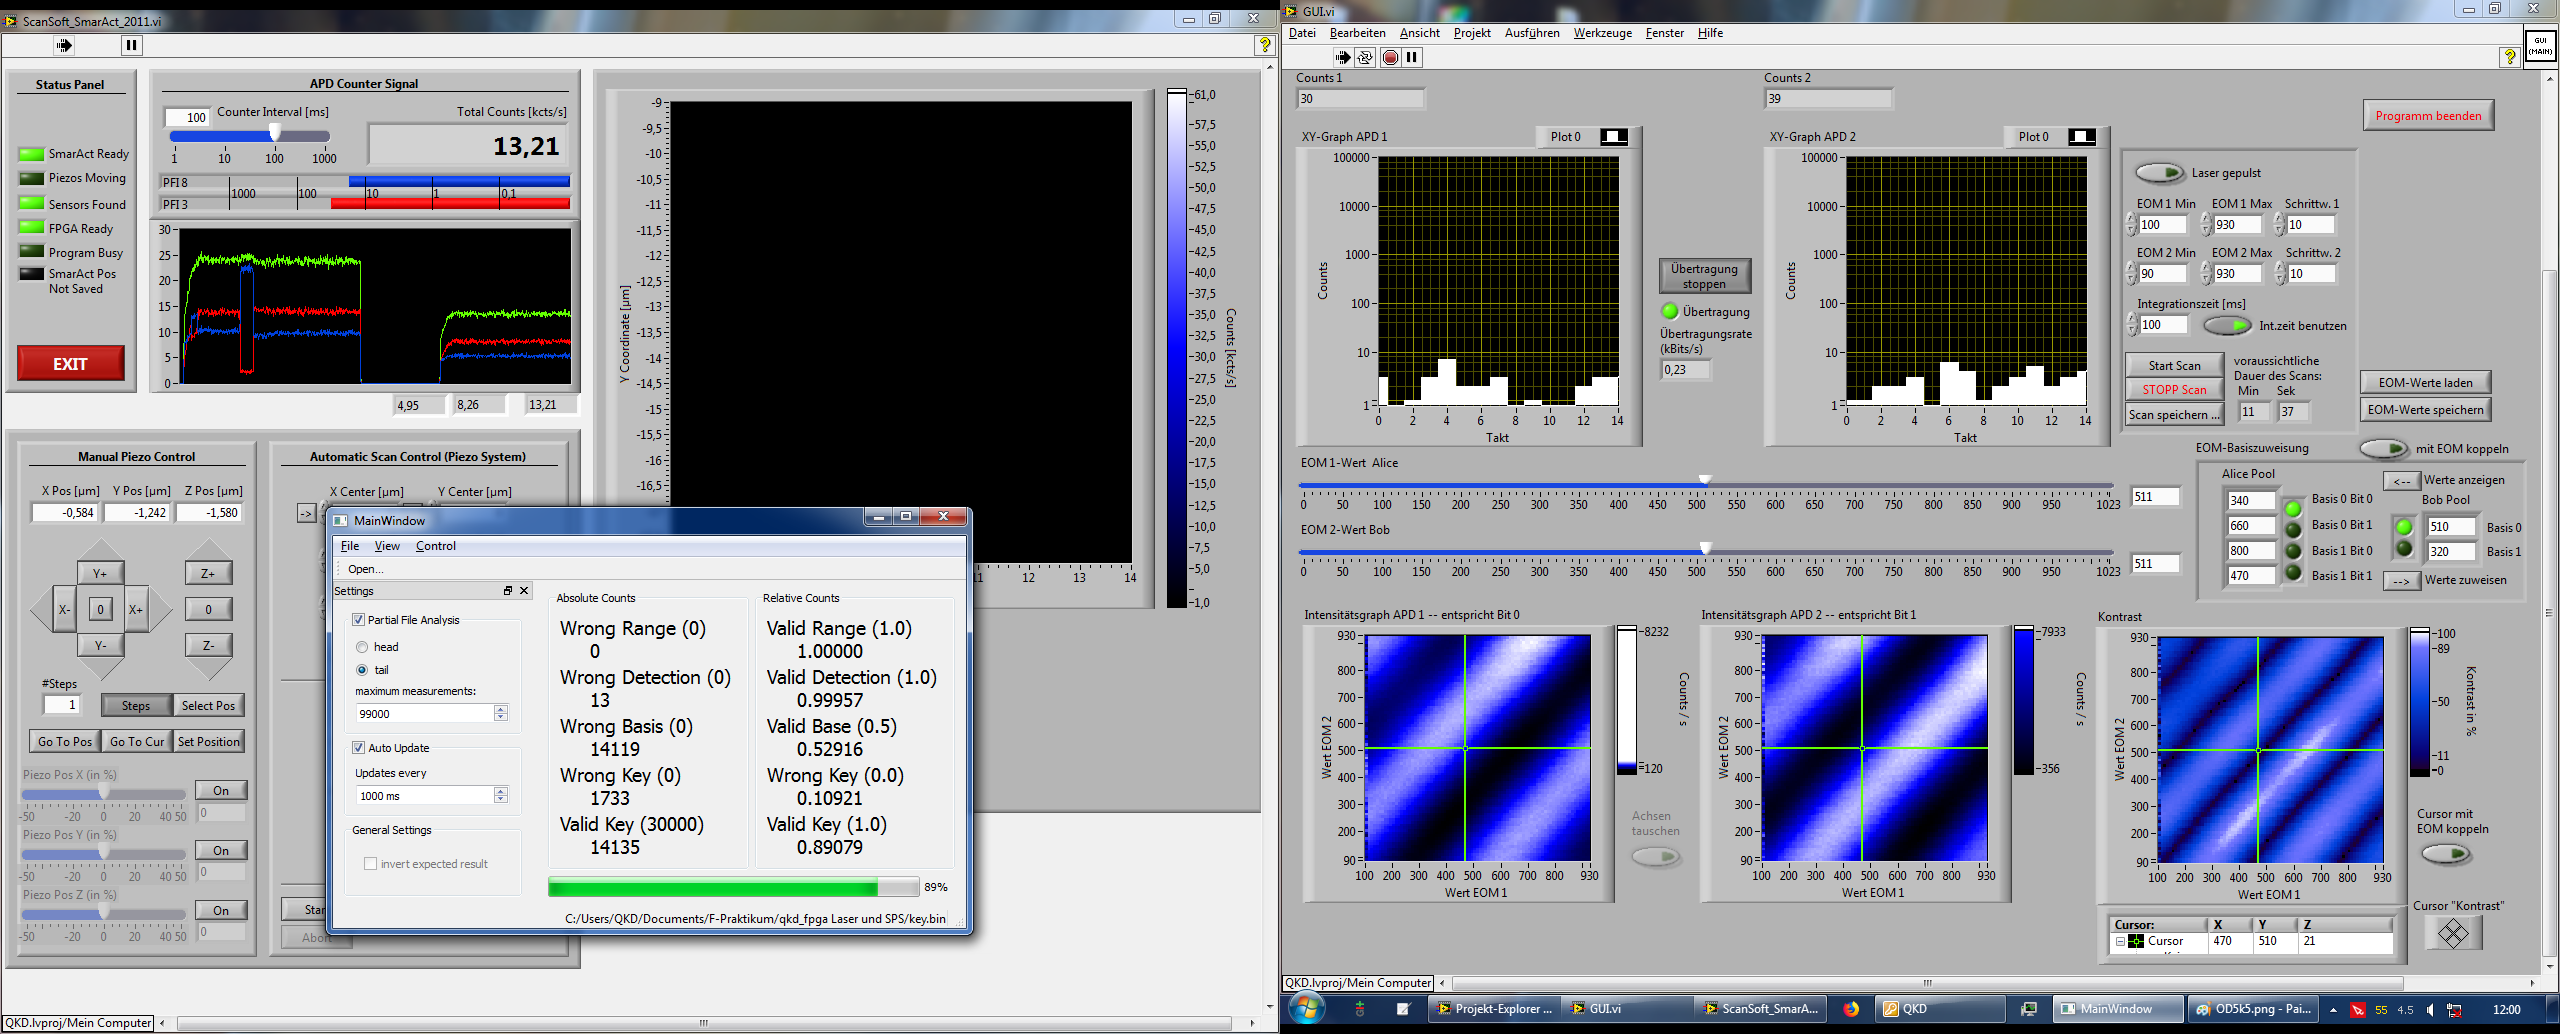 ScanSoft_SmarAct_2011.vi
Status Panel
SmarAct Ready
Piezos Moving
Sensors Found
FPGA Ready
Program Busy
SmarAct Pos
Not Saved
EXIT
APD Counter Signal
Counter Interval [ms]
100
1 10 100 1000
Total Counts [kcts/s]
13,21
PFI 8
1000 100 10 1 0,1
PFI 3
30
25
20
15
10
5
0
4,95 8,26 13,21
Manual Piezo Control
X Pos [µm] Y Pos [µm] Z Pos [µm]
-0,584 -1,242 -1,580
Y+ Z+
X- 0 X+ 0
Y- Z-
#Steps
1 Steps Select Pos
Go To Pos Go To Cur Set Position
Piezo Pos X (in %)
On
-50 -20 0 20 40 50 0
Piezo Pos Y (in %)
On
-50 -20 0 20 40 50 0
Piezo Pos Z (in %)
On
-50 -20 0 20 40 50 0
Automatic Scan Control (Piezo System)
X Center [µm] Y Center [µm]
->
Star
Abort
Y Coordinate [µm]
-9
-9,5
-10
-10,5
-11
-11,5
-12
-12,5
-13
-13,5
-14
-14,5
-15
-15,5
-16
-16,5
11 12 13 14
61,0
57,5
55,0
52,5
50,0
47,5
45,0
42,5
40,0
37,5
35,0
32,5
30,0
27,5
25,0
22,5
20,0
17,5
15,0
13,0
10,0
7,5
5,0
1,0
Counts [kcts/s]
MainWindow
File View Control
Open...
Settings
Partial File Analysis
head
tail
maximum measurements:
99000
Auto Update
Updates every
1000 ms
General Settings
invert expected result
Absolute Counts
Wrong Range (0)
0
Wrong Detection (0)
13
Wrong Basis (0)
14119
Wrong Key (0)
1733
Valid Key (30000)
14135
Relative Counts
Valid Range (1.0)
1.00000
Valid Detection (1.0)
0.99957
Valid Base (0.5)
0.52916
Wrong Key (0.0)
0.10921
Valid Key (1.0)
0.89079
89%
C:/Users/QKD/Documents/F-Praktikum/qkd_fpga Laser und SPS/key.bin
QKD.lvproj/Mein Computer
GUI.vi
Datei Bearbeiten Ansicht Projekt Ausführen Werkzeuge Fenster Hilfe
GUI
(MAIN)
Counts 1
30
Counts 2
39
Programm beenden
XY-Graph APD 1 Plot 0
100000
10000
1000
100
10
1
Counts
0 2 4 6 8 10 12 14
Takt
Übertragung
stoppen
Übertragung
Übertragungsrate
(kBits/s)
0,23
XY-Graph APD 2 Plot 0
100000
10000
1000
100
10
1
Counts
0 2 4 6 8 10 12 14
Takt
Laser gepulst
EOM 1 Min EOM 1 Max Schrittw. 1
100 930 10
EOM 2 Min EOM 2 Max Schrittw. 2
90 930 10
Integrationszeit [ms]
100 Int.zeit benutzen
Start Scan
STOPP Scan
Scan speichern ...
voraussichtliche
Dauer des Scans:
Min Sek
11 37
EOM-Werte laden
EOM-Werte speichern
EOM 1-Wert Alice
0 50 100 150 200 250 300 350 400 450 500 550 600 650 700 750 800 850 900 950 1023
511
EOM 2-Wert Bob
0 50 100 150 200 250 300 350 400 450 500 550 600 650 700 750 800 850 900 950 1023
511
EOM-Basiszuweisung mit EOM koppeln
Alice Pool
340 Basis 0 Bit 0
660 Basis 0 Bit 1
800 Basis 1 Bit 0
470 Basis 1 Bit 1
<-- Werte anzeigen
Bob Pool
510 Basis 0
320 Basis 1
--> Werte zuweisen
Intensitätsgraph APD 1 -- entspricht Bit 0
930
800
700
600
500
400
300
200
90
Wert EOM 2
100 200 300 400 500 600 700 800 930
Wert EOM 1
8232
120
Counts / s
Achsen
tauschen
Intensitätsgraph APD 2 -- entspricht Bit 1
930
800
700
600
500
400
300
200
90
Wert EOM 2
100 200 300 400 500 600 700 800 930
Wert EOM 1
7933
356
Counts / s
Kontrast
930
800
700
600
500
400
300
200
90
Wert EOM 2
100 200 300 400 500 600 700 800 930
Wert EOM 1
100
89
50
11
0
Kontrast in %
Cursor mit
EOM koppeln
Cursor "Kontrast"
Cursor: X Y Z
Cursor 470 510 21
QKD.lvproj/Mein Computer
Projekt-Explorer ... GUI.vi ScanSoft_SmarA... QKD MainWindow OD5k5.png - Pai... 55 4.5 12:00